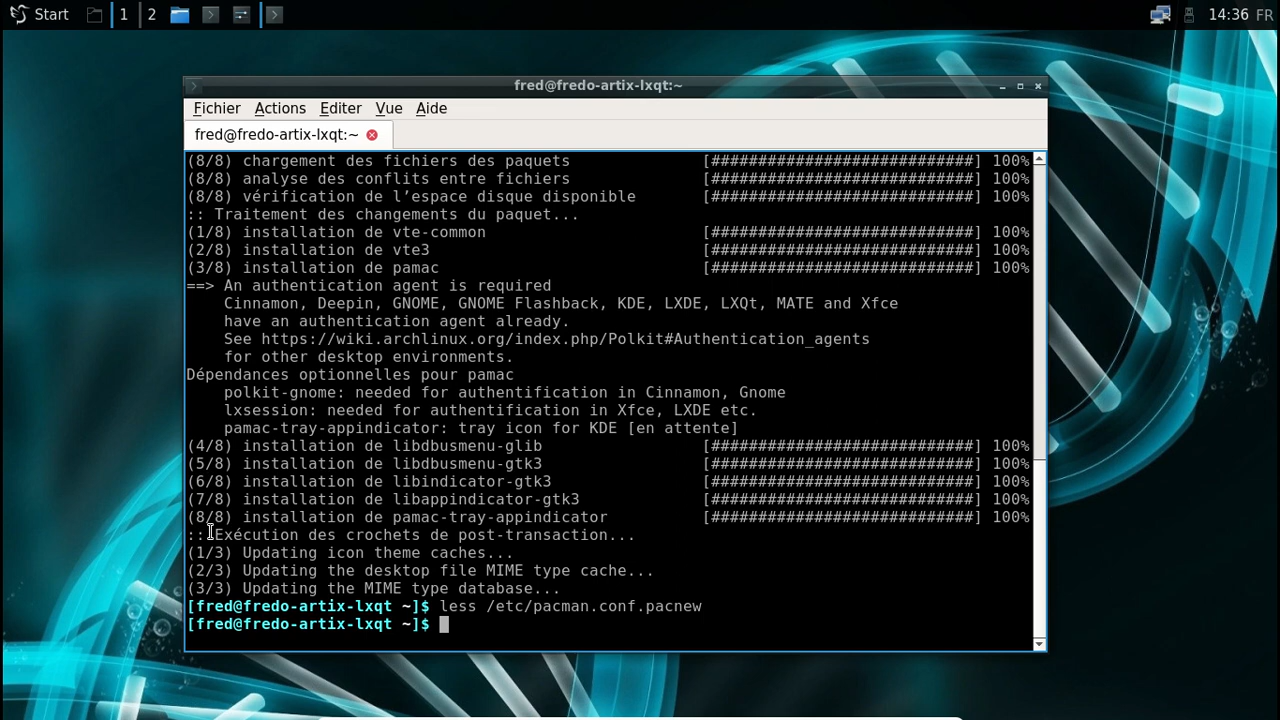 Start 1 2 14:36 FR
fred@fredo-artix-lxqt:~
Fichier Actions Editer Vue Aide
fred@fredo-artix-lxqt:~
(8/8) chargement des fichiers des paquets [############################] 100%
(8/8) analyse des conflits entre fichiers [############################] 100%
(8/8) vérification de l’espace disque disponible [############################] 100%
:: Traitement des changements du paquet...
(1/8) installation de vte-common [############################] 100%
(2/8) installation de vte3 [############################] 100%
(3/8) installation de pamac [############################] 100%
==> An authentication agent is required
Cinnamon, Deepin, GNOME, GNOME Flashback, KDE, LXDE, LXQt, MATE and Xfce
have an authentication agent already.
See https://wiki.archlinux.org/index.php/Polkit#Authentication_agents
for other desktop environments.
Dépendances optionnelles pour pamac
polkit-gnome: needed for authentification in Cinnamon, Gnome
lxsession: needed for authentification in Xfce, LXDE etc.
pamac-tray-appindicator: tray icon for KDE [en attente]
(4/8) installation de libdbusmenu-glib [############################] 100%
(5/8) installation de libdbusmenu-gtk3 [############################] 100%
(6/8) installation de libindicator-gtk3 [############################] 100%
(7/8) installation de libappindicator-gtk3 [############################] 100%
(8/8) installation de pamac-tray-appindicator [############################] 100%
:: Exécution des crochets de post-transaction...
(1/3) Updating icon theme caches...
(2/3) Updating the desktop file MIME type cache...
(3/3) Updating the MIME type database...
[fred@fredo-artix-lxqt ~]$ less /etc/pacman.conf.pacnew
[fred@fredo-artix-lxqt ~]$